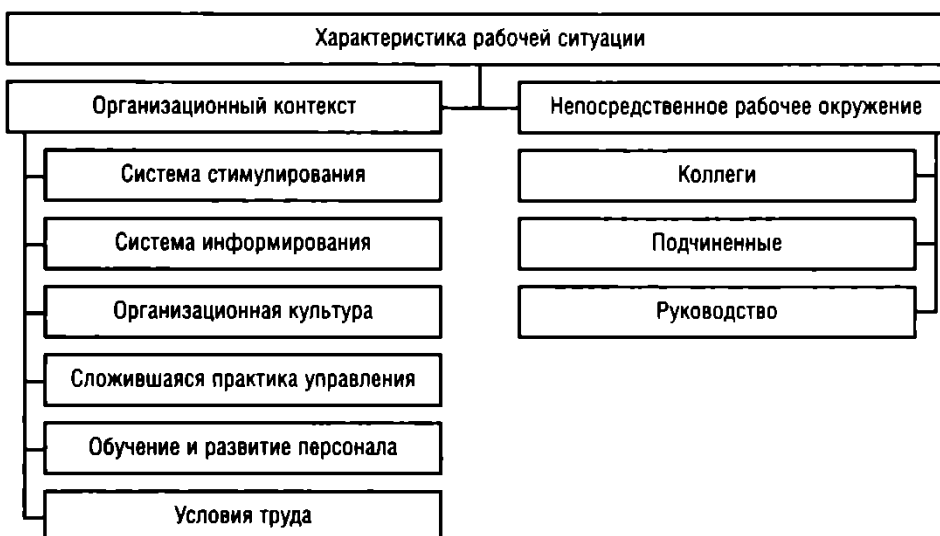 Характеристика рабочей ситуации
Организационный контекст
Система стимулирования
Система информирования
Организационная культура
Сложившаяся практика управления
Обучение и развитие персонала
Условия труда
Непосредственное рабочее окружение
Коллеги
Подчиненные
Руководство